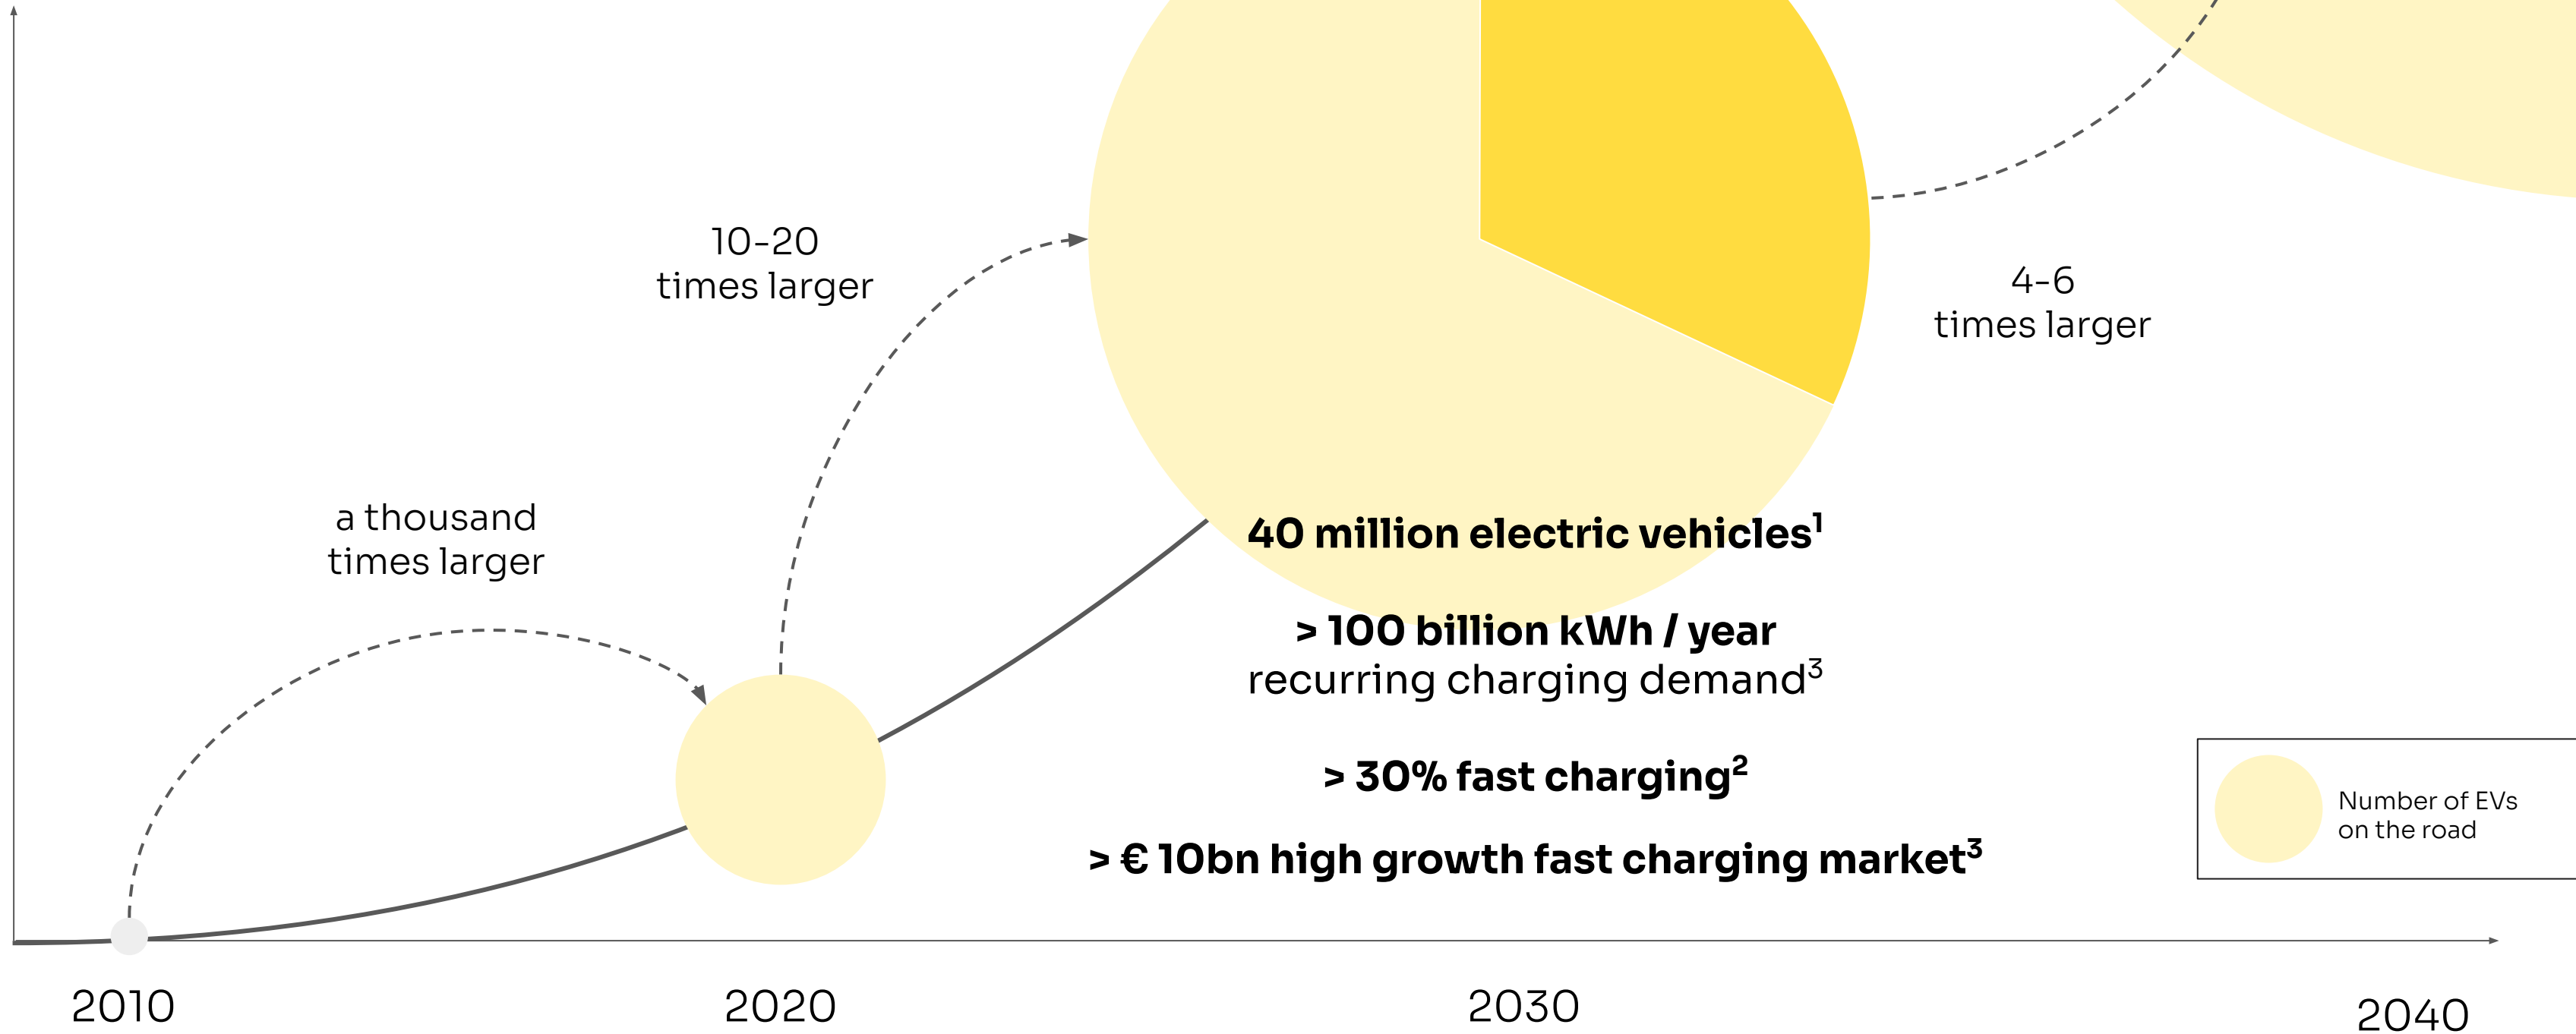 10-20
times larger
4-6
times larger
a thousand
times larger
40 million electric vehicles¹
> 100 billion kWh / year
recurring charging demand³
> 30% fast charging²
> € 10bn high growth fast charging market³
Number of EVs
on the road
2010
2020
2030
2040